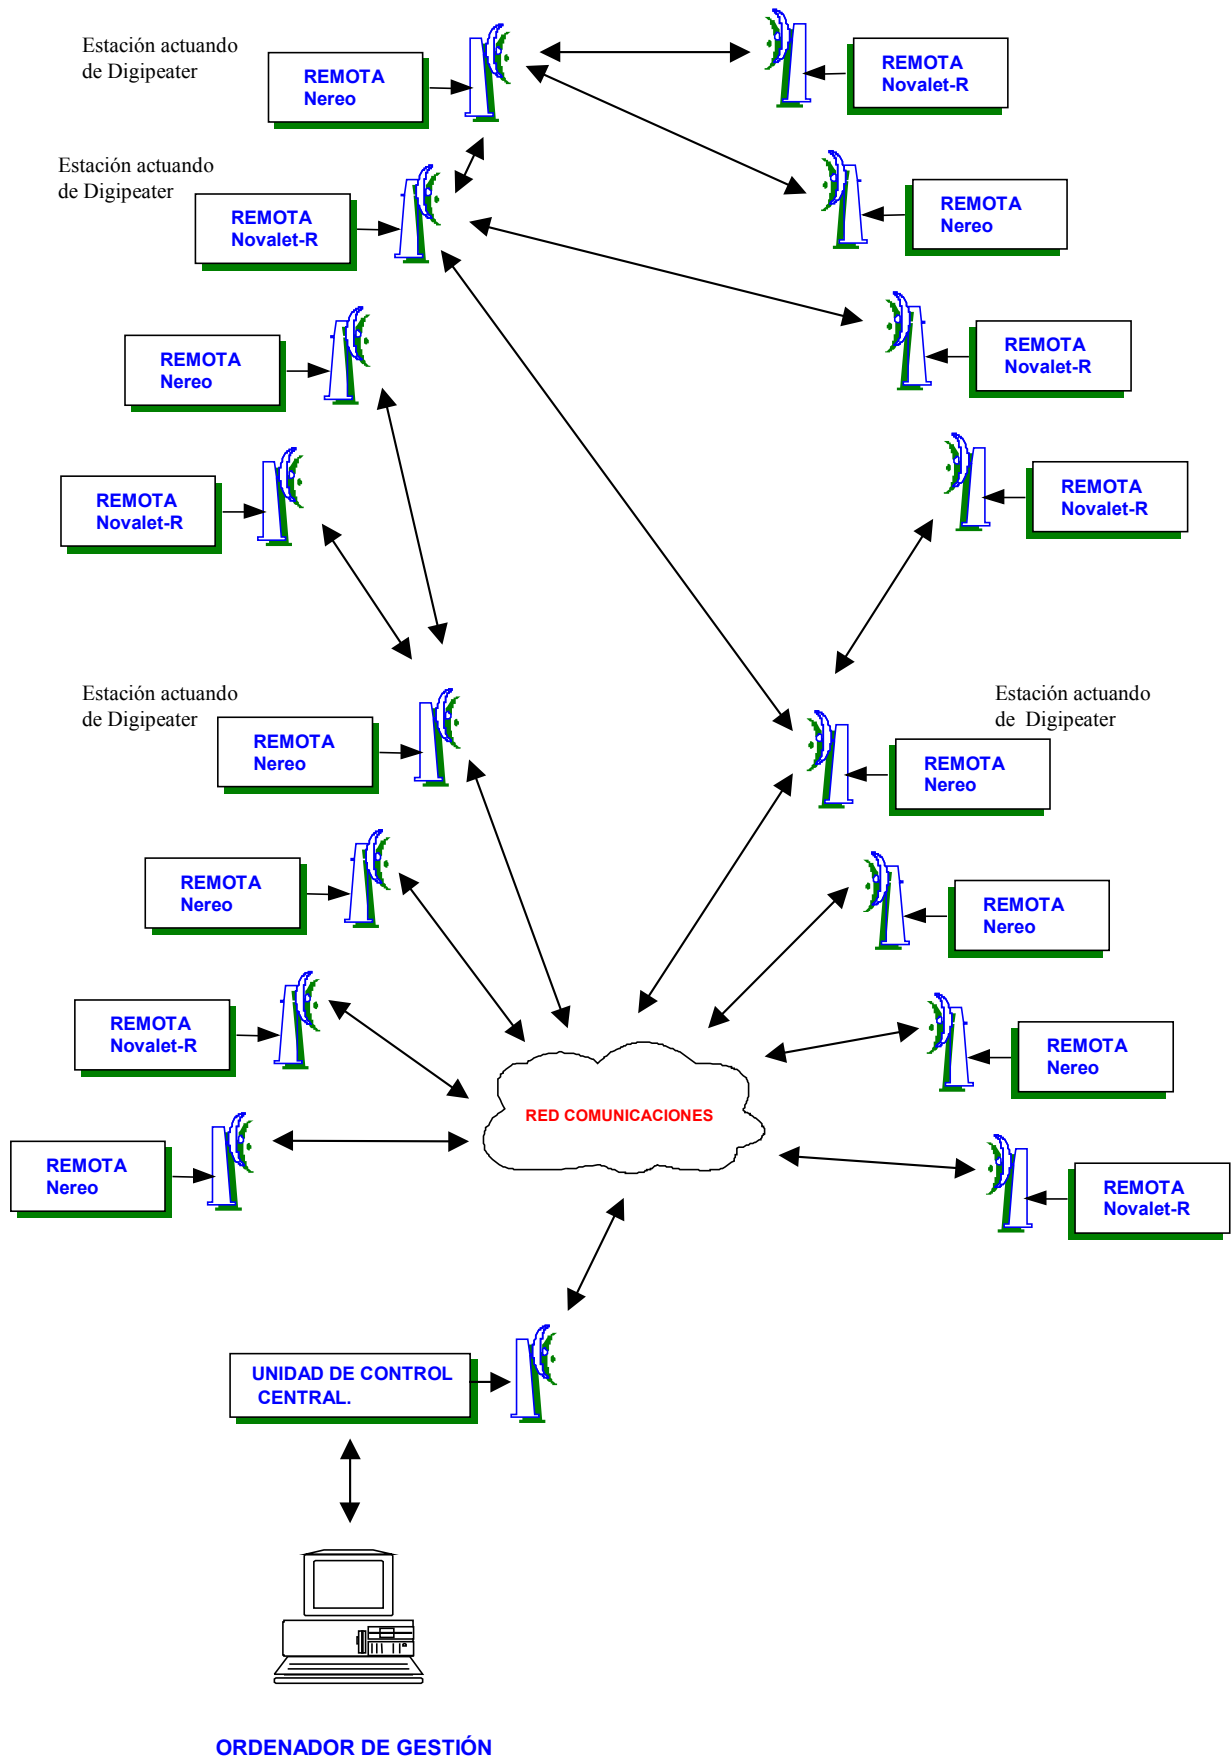 Estación actuando
de Digipeater
REMOTA
Nereo
REMOTA
Novalet-R
Estación actuando
de Digipeater
REMOTA
Novalet-R
REMOTA
Nereo
REMOTA
Nereo
REMOTA
Novalet-R
REMOTA
Novalet-R
REMOTA
Novalet-R
Estación actuando
de Digipeater
REMOTA
Nereo
Estación actuando
de Digipeater
REMOTA
Nereo
REMOTA
Nereo
REMOTA
Nereo
REMOTA
Novalet-R
REMOTA
Nereo
RED COMUNICACIONES
REMOTA
Nereo
REMOTA
Novalet-R
UNIDAD DE CONTROL
CENTRAL.
ORDENADOR DE GESTIÓN